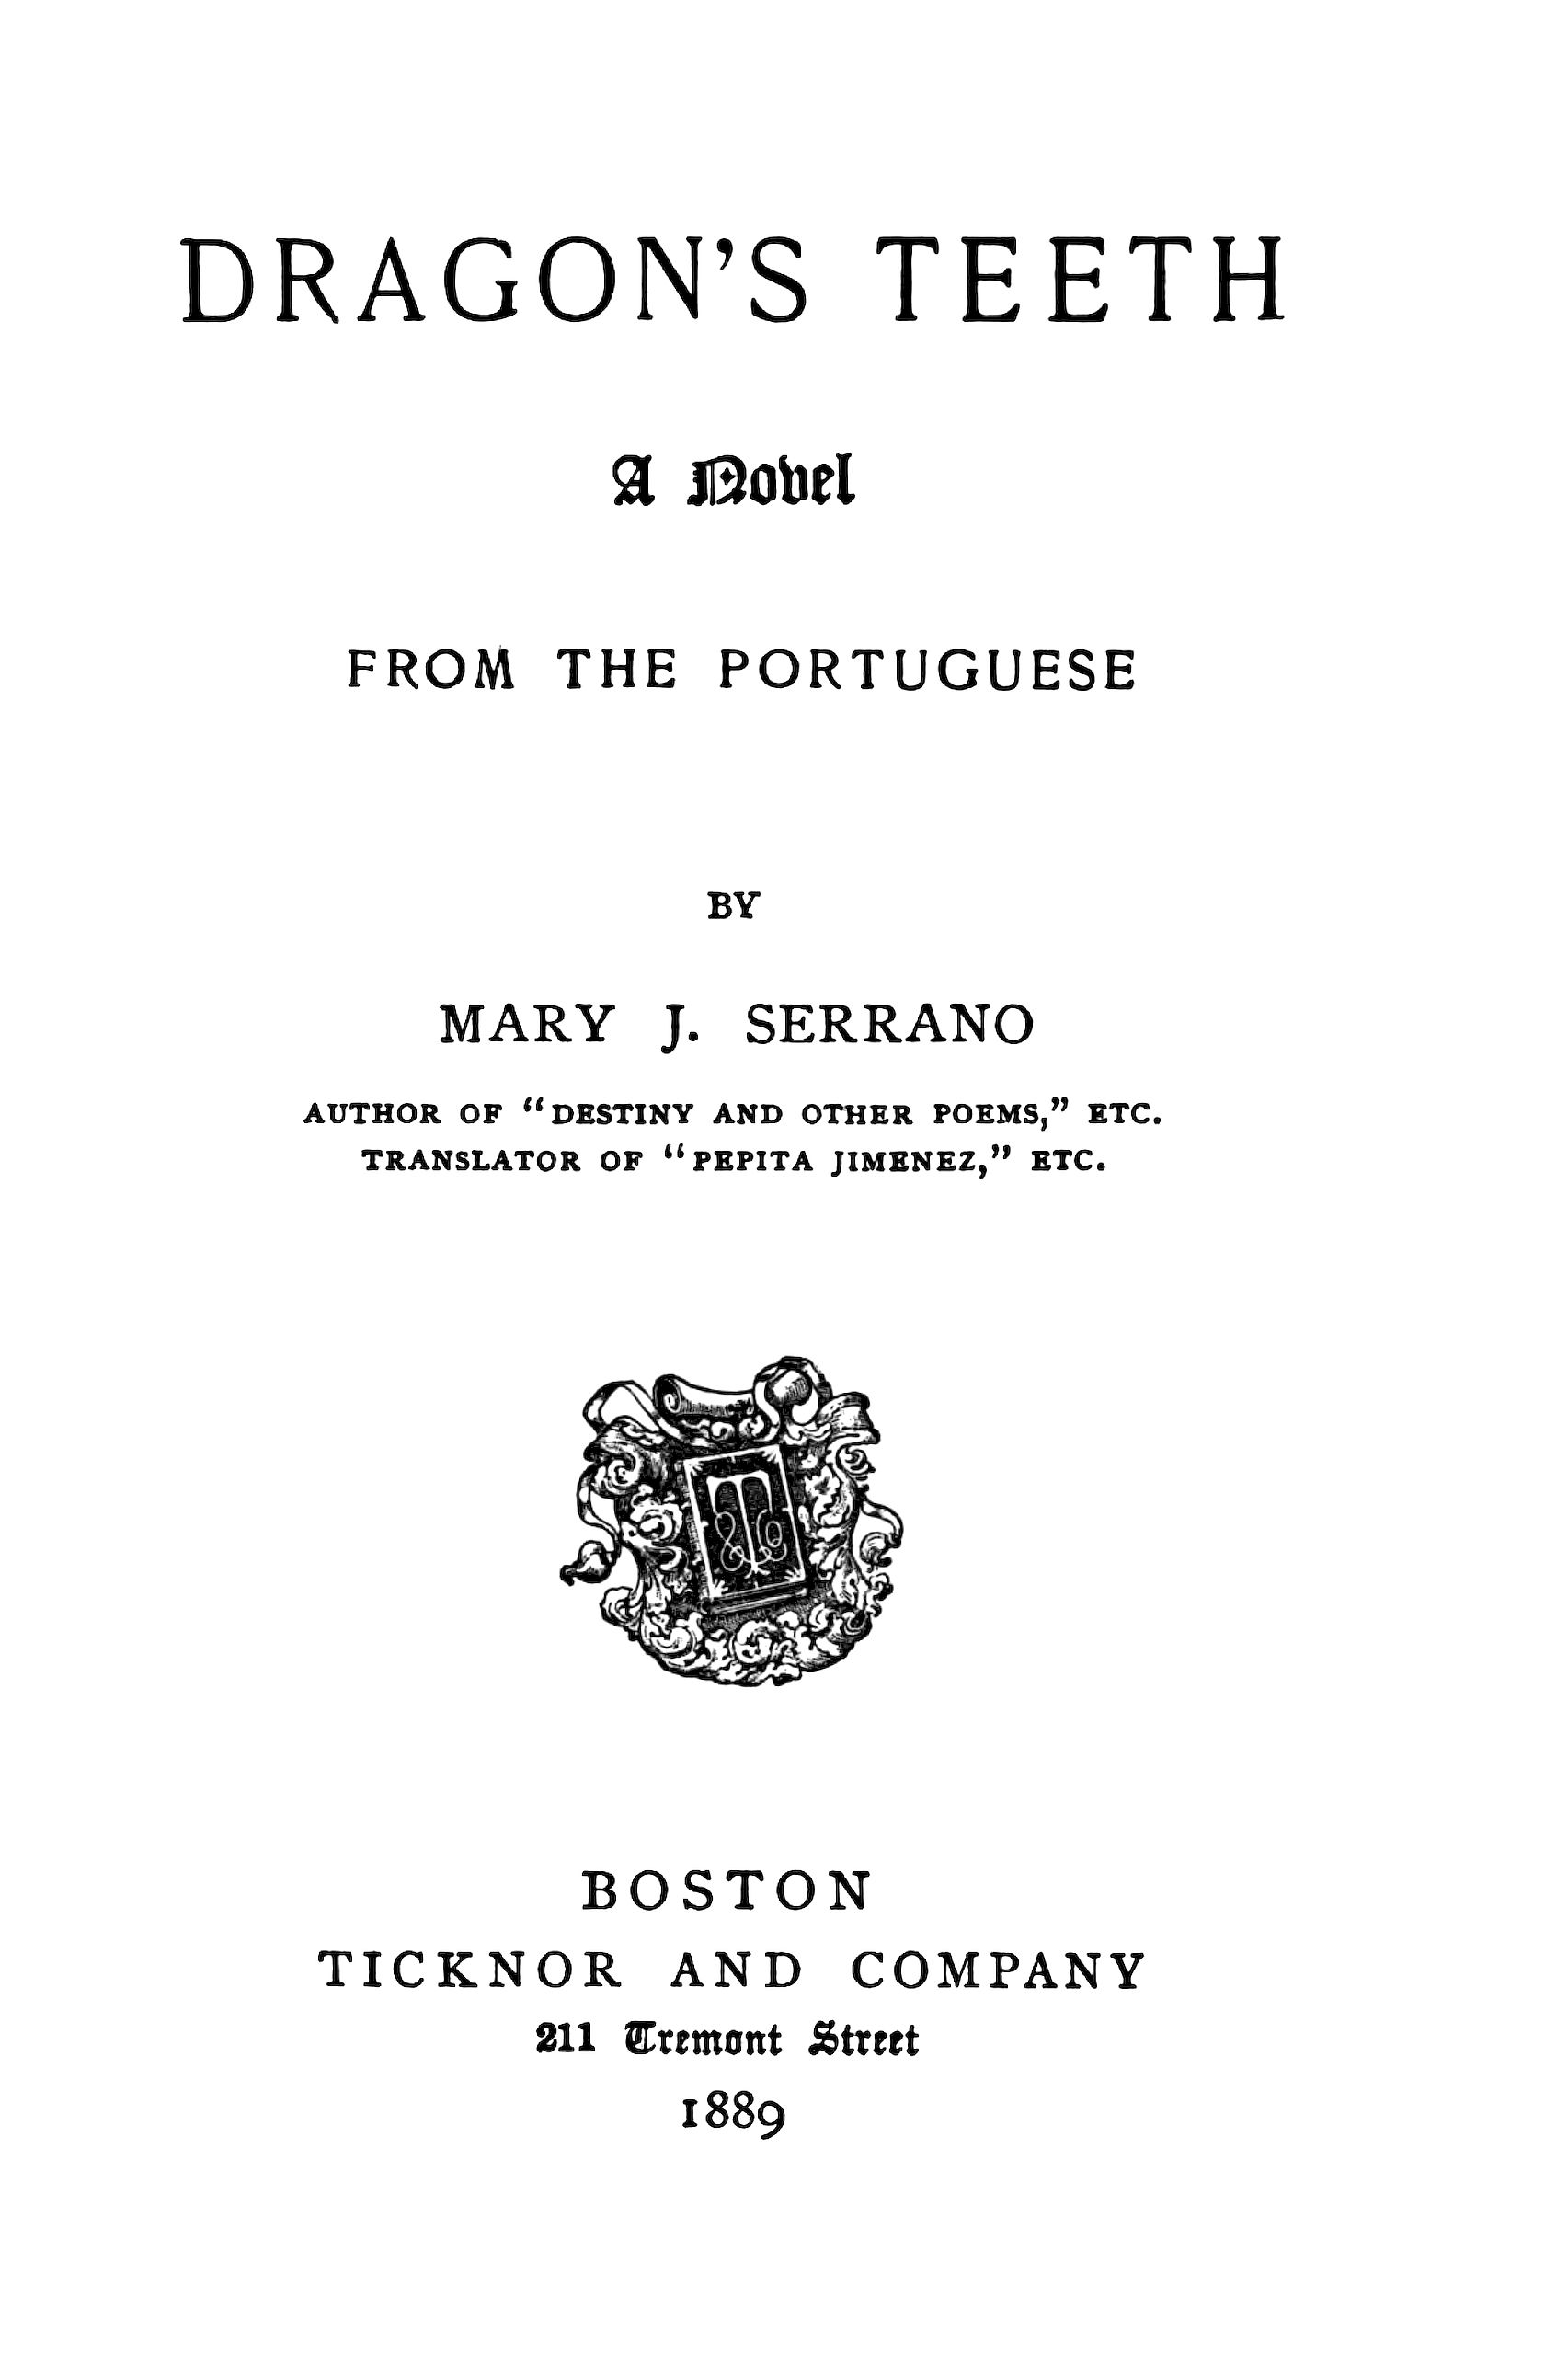 DRAGON’S TEETH
A Novel
FROM THE PORTUGUESE
BY
MARY J. SERRANO
AUTHOR OF “DESTINY AND OTHER POEMS,” ETC.
TRANSLATOR OF “PEPITA JIMENEZ,” ETC.
T
& Co
BOSTON
TICKNOR AND COMPANY
211 Tremont Street
1889